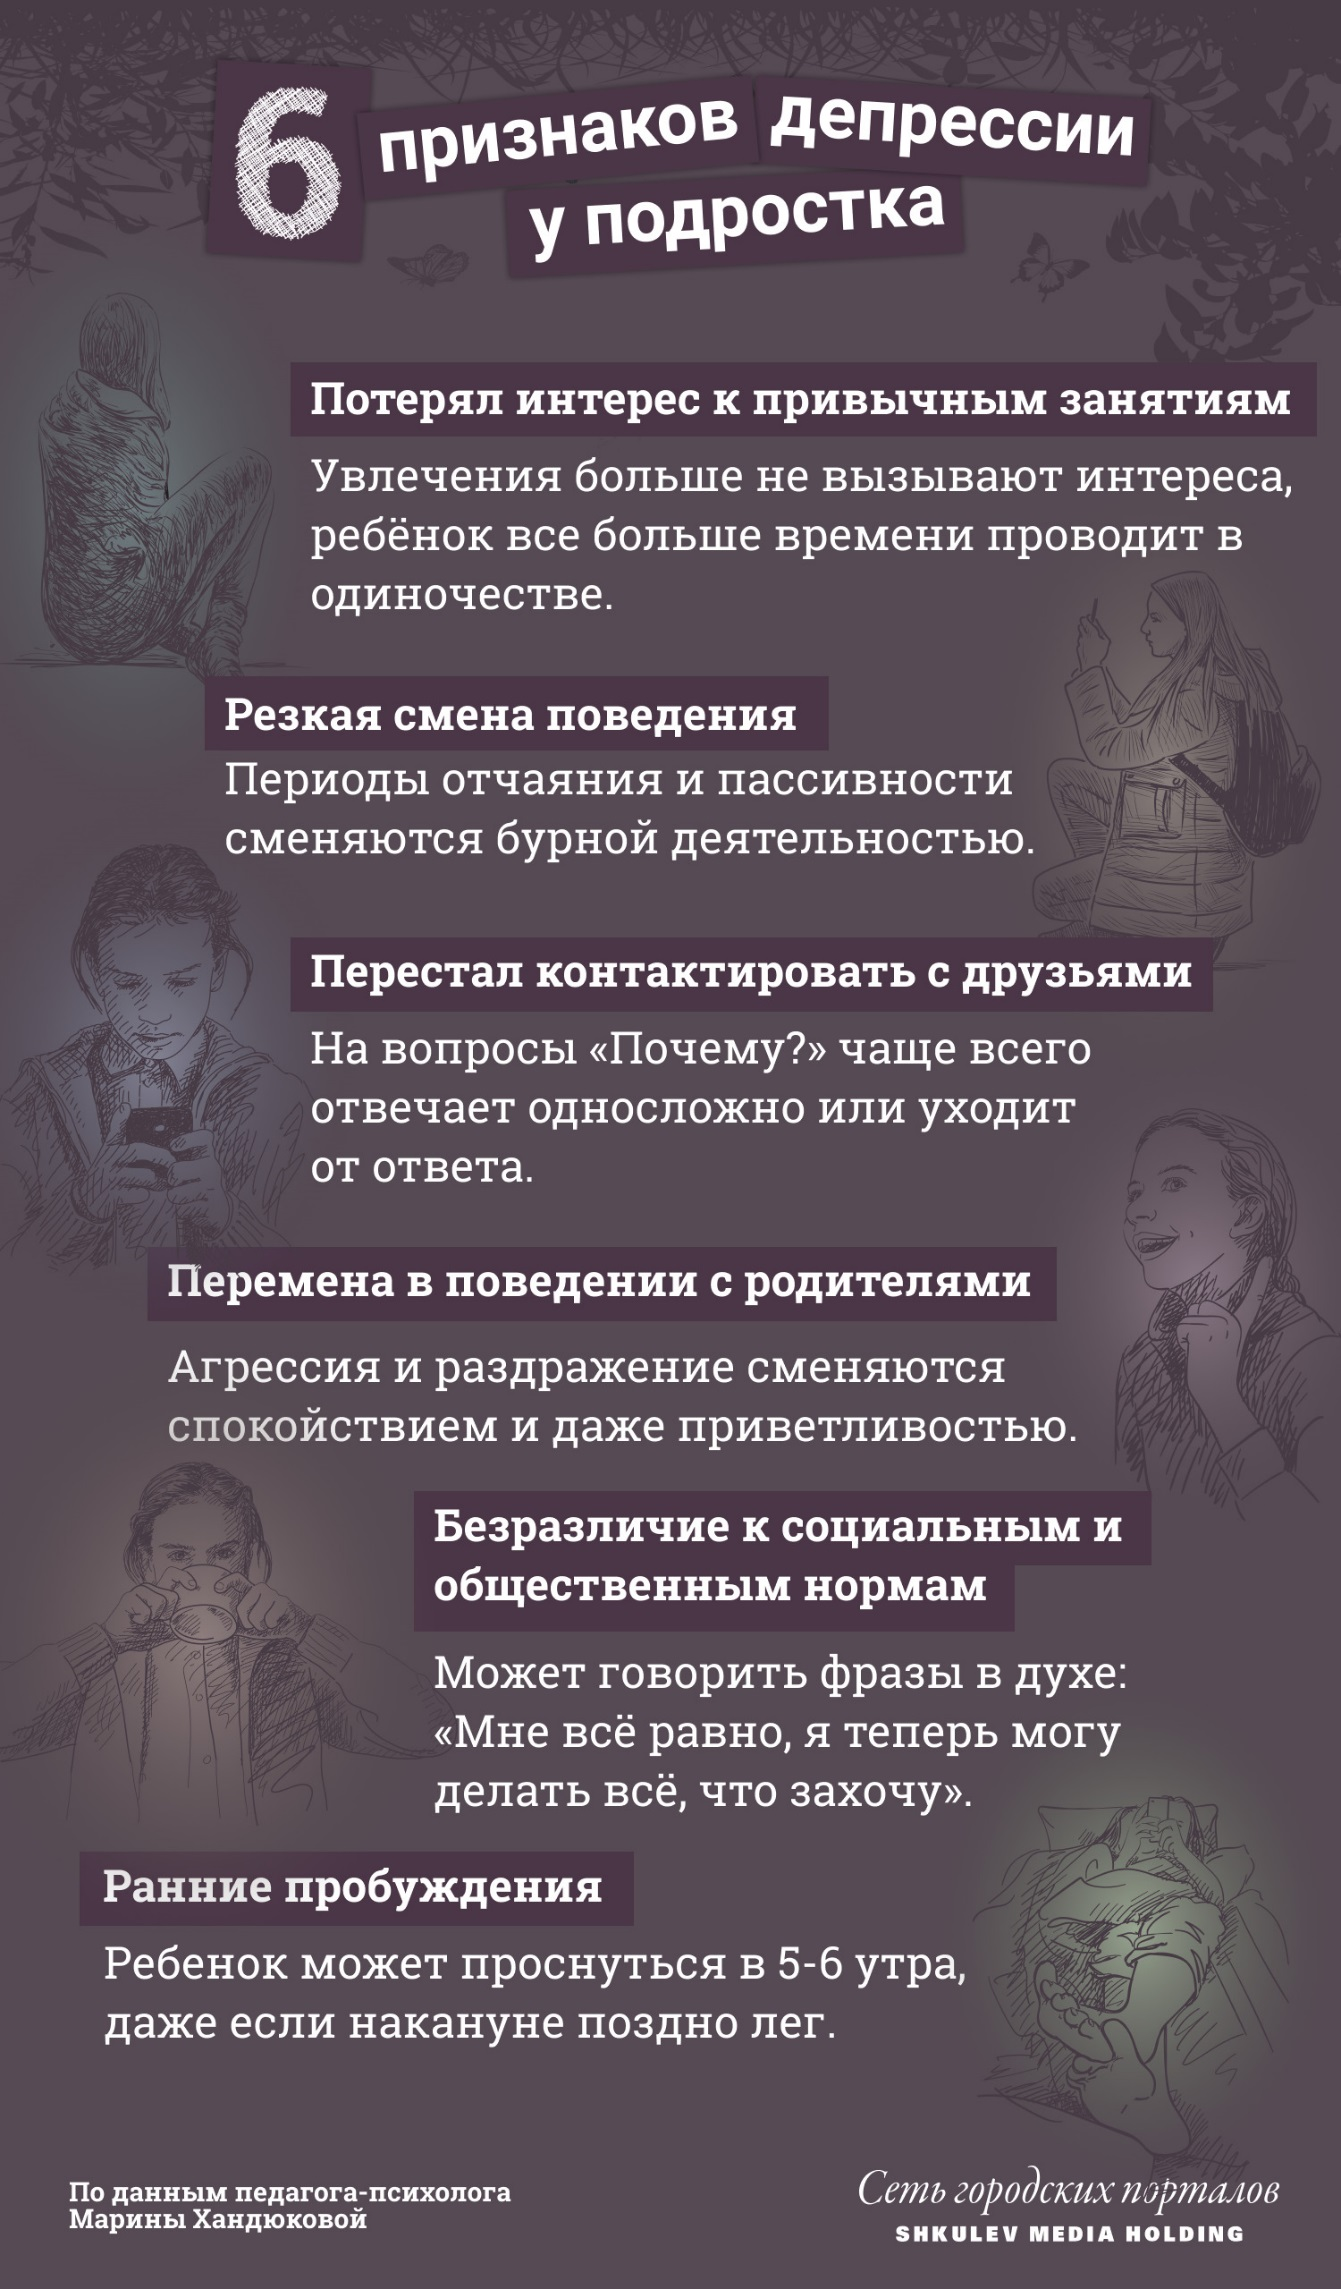 6 признаков депрессии
у подростка
Потерял интерес к привычным занятиям
Увлечения больше не вызывают интереса,
ребёнок все больше времени проводит в
одиночестве.
Резкая смена поведения
Периоды отчаяния и пассивности
сменяются бурной деятельностью.
Перестал контактировать с друзьями
На вопросы «Почему?» чаще всего
отвечает односложно или уходит
от ответа.
Перемена в поведении с родителями
Агрессия и раздражение сменяются
спокойствием и даже приветливостью.
Безразличие к социальным и
общественным нормам
Может говорить фразы в духе:
«Мне всё равно, я теперь могу
делать всё, что захочу».
Ранние пробуждения
Ребенок может проснуться в 5-6 утра,
даже если накануне поздно лег.
По данным педагога-психолога
Марины Хандюковой
Сеть городских порталов
SHKULEV MEDIA HOLDING